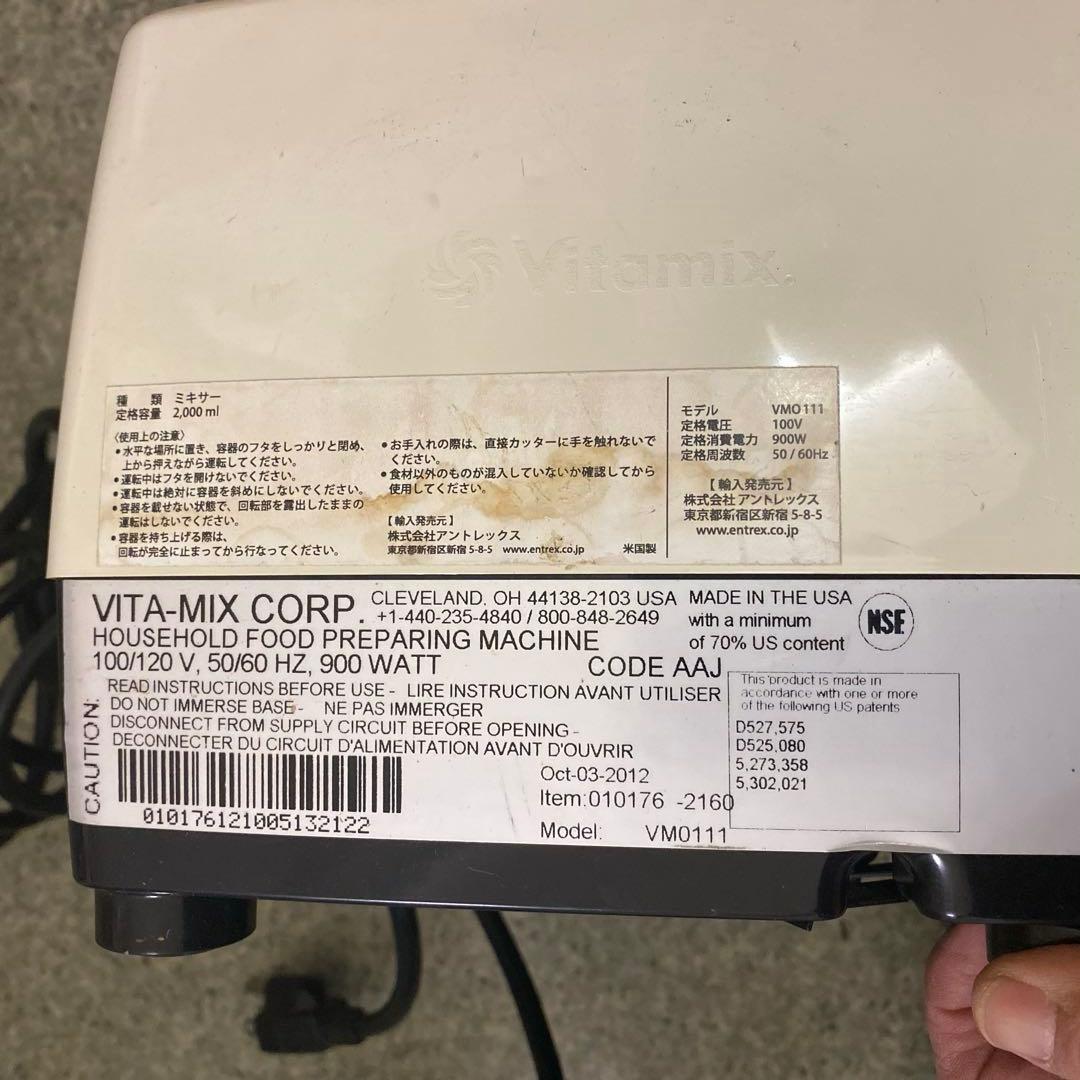 Vitamix.
種 類 ミキサー
定格容量 2,000 ml
〈使用上の注意〉
●水平な場所に置き、容器のフタをしっかりと閉め、
上から押えながら運転してください。
●運転中はフタを開けないでください。
●運転中は絶対に容器を斜めにしないでください。
●容器を載せない状態で、回転部を露出したままの
運転はしないでください。
●容器を持ち上げる際は、
回転が完全に止まってから行なってください。
●お手入れの際は、直接カッターに手を触れないで
ください。
●食材以外のものが混入していないか確認してから
使用してください。
【輸入発売元】
株式会社アントレックス
東京都新宿区新宿 5-8-5 www.entrex.co.jp 米国製
モデル VM0111
定格電圧 100V
定格消費電力 900W
定格周波数 50 / 60Hz
【輸入発売元】
株式会社 アントレックス
東京都新宿区新宿 5-8-5
www.entrex.co.jp
VITA-MIX CORP. CLEVELAND, OH 44138-2103 USA
+1-440-235-4840 / 800-848-2649
MADE IN THE USA
with a minimum
of 70% US content
NSF
HOUSEHOLD FOOD PREPARING MACHINE
100/120 V, 50/60 HZ, 900 WATT CODE AAJ
CAUTION:
READ INSTRUCTIONS BEFORE USE - LIRE INSTRUCTION AVANT UTILISER
DO NOT IMMERSE BASE - NE PAS IMMERGER
DISCONNECT FROM SUPPLY CIRCUIT BEFORE OPENING -
DECONNECTER DU CIRCUIT D'ALIMENTATION AVANT D'OUVRIR
This product is made in
accordance with one or more
of the following US patents
D527,575
D525,080
5,273,358
5,302,021
010176121005132122
Oct-03-2012
Item:010176 -2160
Model: VM0111